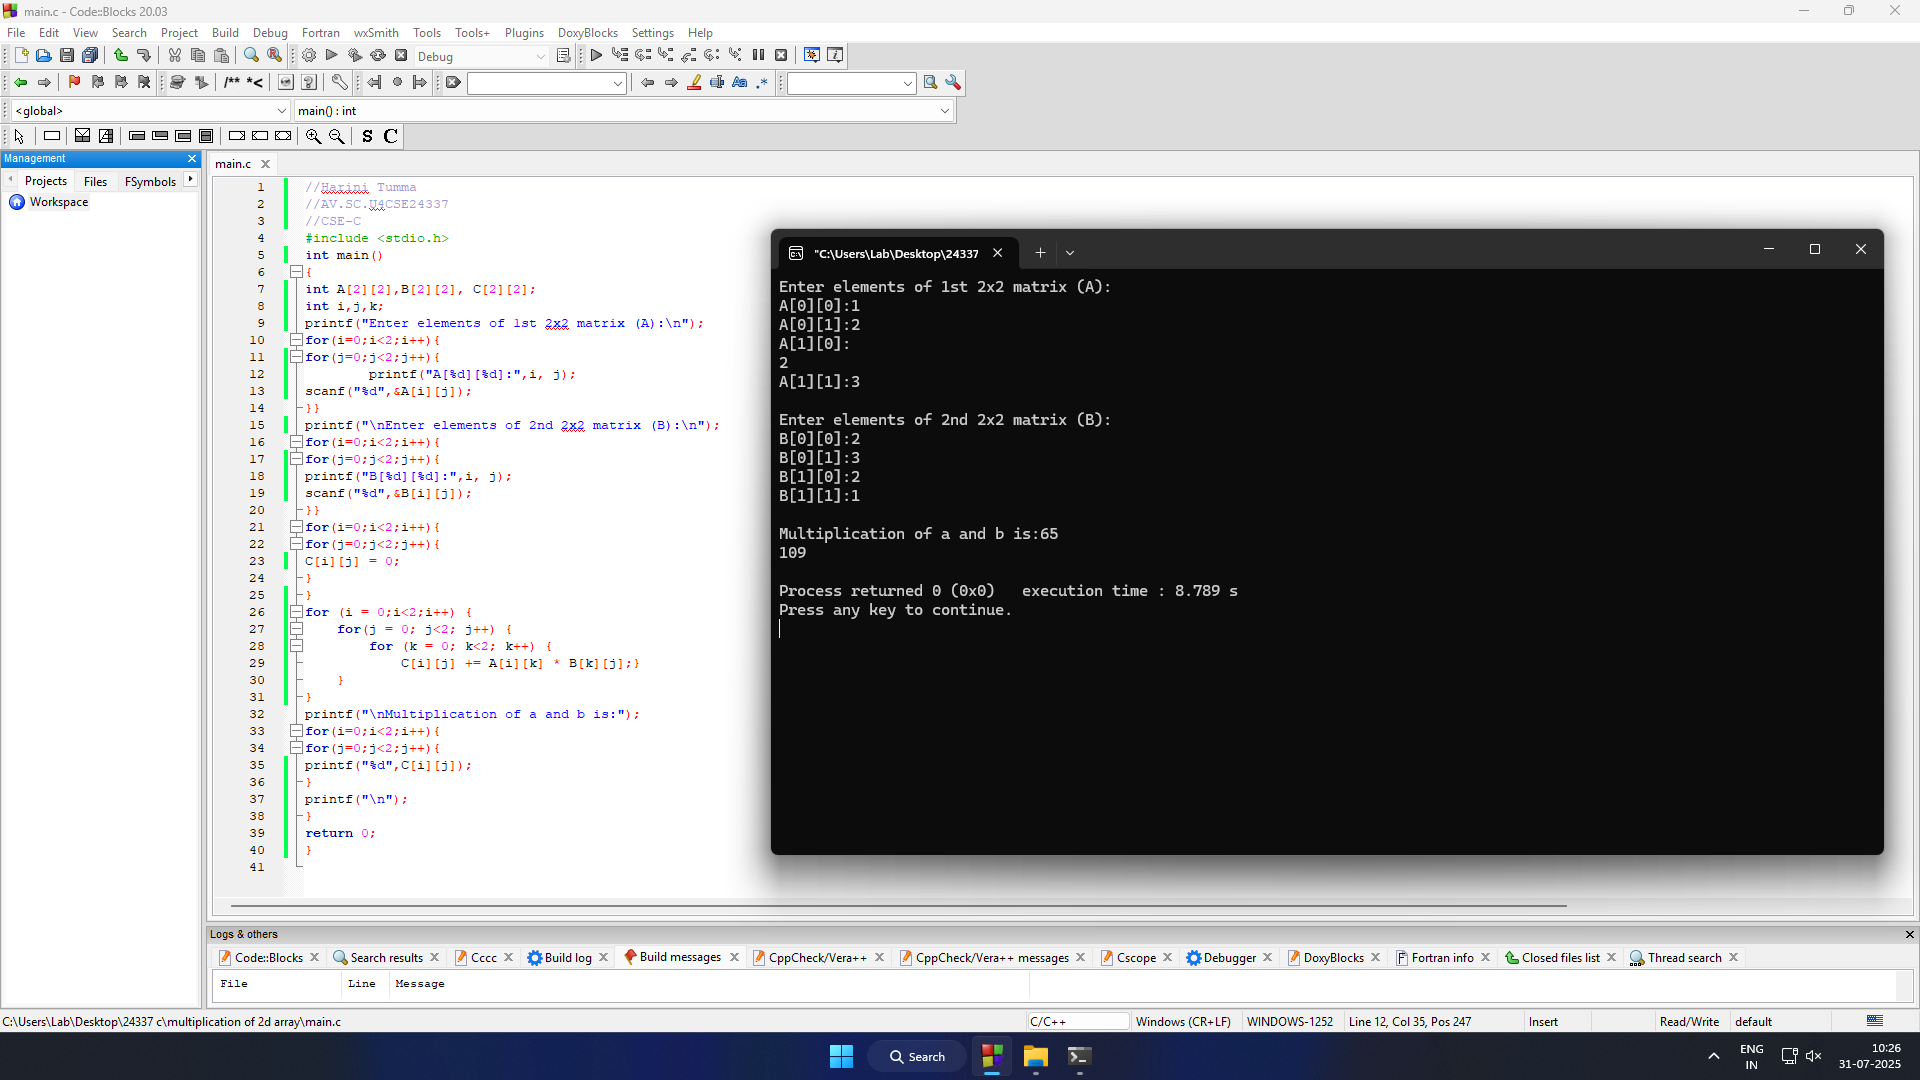 main.c - Code::Blocks 20.03
File Edit View Search Project Build Debug Fortran wxSmith Tools Tools+ Plugins DoxyBlocks Settings Help
Debug
/** *<
Aa .*
<global> main() : int
S C
Management
Projects Files FSymbols
Workspace
main.c
1 //Harini Tumma
2 //AV.SC.U4CSE24337
3 //CSE-C
4 #include <stdio.h>
5 int main()
6 {
7 int A[2][2],B[2][2], C[2][2];
8 int i,j,k;
9 printf("Enter elements of 1st 2x2 matrix (A):\n");
10 for(i=0;i<2;i++){
11 for(j=0;j<2;j++){
12 printf("A[%d][%d]:",i, j);
13 scanf("%d",&A[i][j]);
14 }}
15 printf("\nEnter elements of 2nd 2x2 matrix (B):\n");
16 for(i=0;i<2;i++){
17 for(j=0;j<2;j++){
18 printf("B[%d][%d]:",i, j);
19 scanf("%d",&B[i][j]);
20 }}
21 for(i=0;i<2;i++){
22 for(j=0;j<2;j++){
23 C[i][j] = 0;
24 }
25 }
26 for (i = 0;i<2;i++) {
27 for(j = 0; j<2; j++) {
28 for (k = 0; k<2; k++) {
29 C[i][j] += A[i][k] * B[k][j];}
30 }
31 }
32 printf("\nMultiplication of a and b is:");
33 for(i=0;i<2;i++){
34 for(j=0;j<2;j++){
35 printf("%d",C[i][j]);
36 }
37 printf("\n");
38 }
39 return 0;
40 }
41
"C:\Users\Lab\Desktop\24337
Enter elements of 1st 2x2 matrix (A):
A[0][0]:1
A[0][1]:2
A[1][0]:
2
A[1][1]:3
Enter elements of 2nd 2x2 matrix (B):
B[0][0]:2
B[0][1]:3
B[1][0]:2
B[1][1]:1
Multiplication of a and b is:65
109
Process returned 0 (0x0) execution time : 8.789 s
Press any key to continue.
Logs & others
Code::Blocks Search results Cccc Build log Build messages CppCheck/Vera++ CppCheck/Vera++ messages Cscope Debugger DoxyBlocks Fortran info Closed files list Thread search
File Line Message
C:\Users\Lab\Desktop\24337 c\multiplication of 2d array\main.c C/C++ Windows (CR+LF) WINDOWS-1252 Line 12, Col 35, Pos 247 Insert Read/Write default
Search
ENG
IN
10:26
31-07-2025